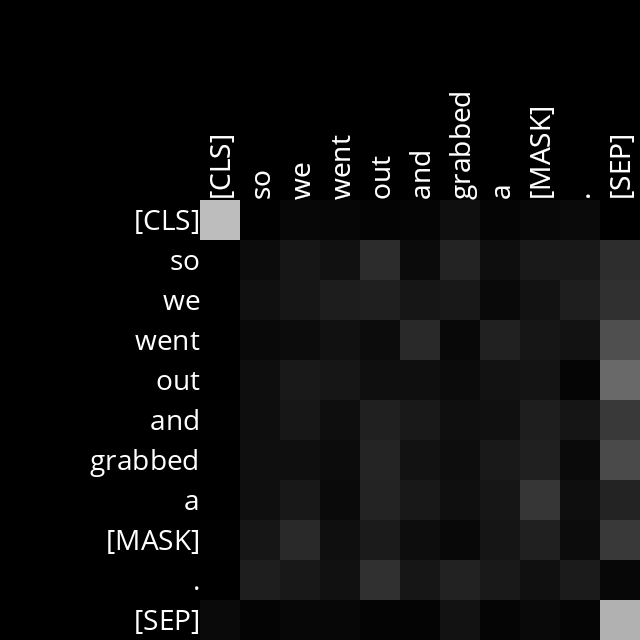 [CLS] so we went out and grabbed a [MASK] . [SEP]
[CLS]
so
we
went
out
and
grabbed
a
[MASK]
.
[SEP]